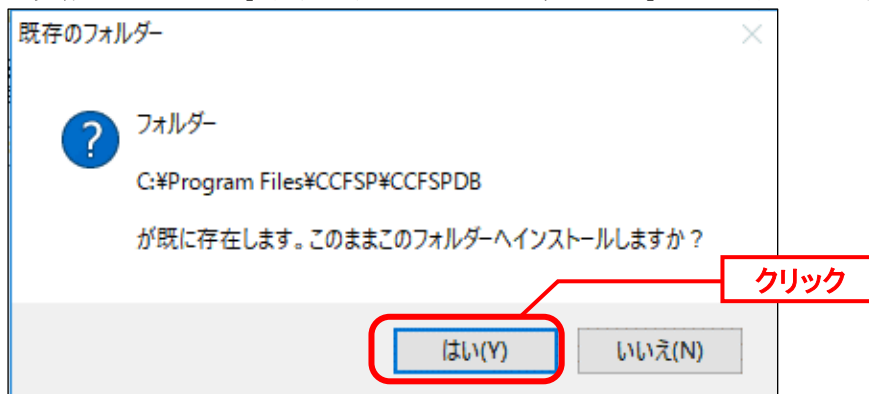 既存のフォルダー
フォルダー
C:¥Program Files¥CCFSP¥CCFSPDB
が既に存在します。このままこのフォルダーへインストールしますか？
クリック
はい(Y)
いいえ(N)